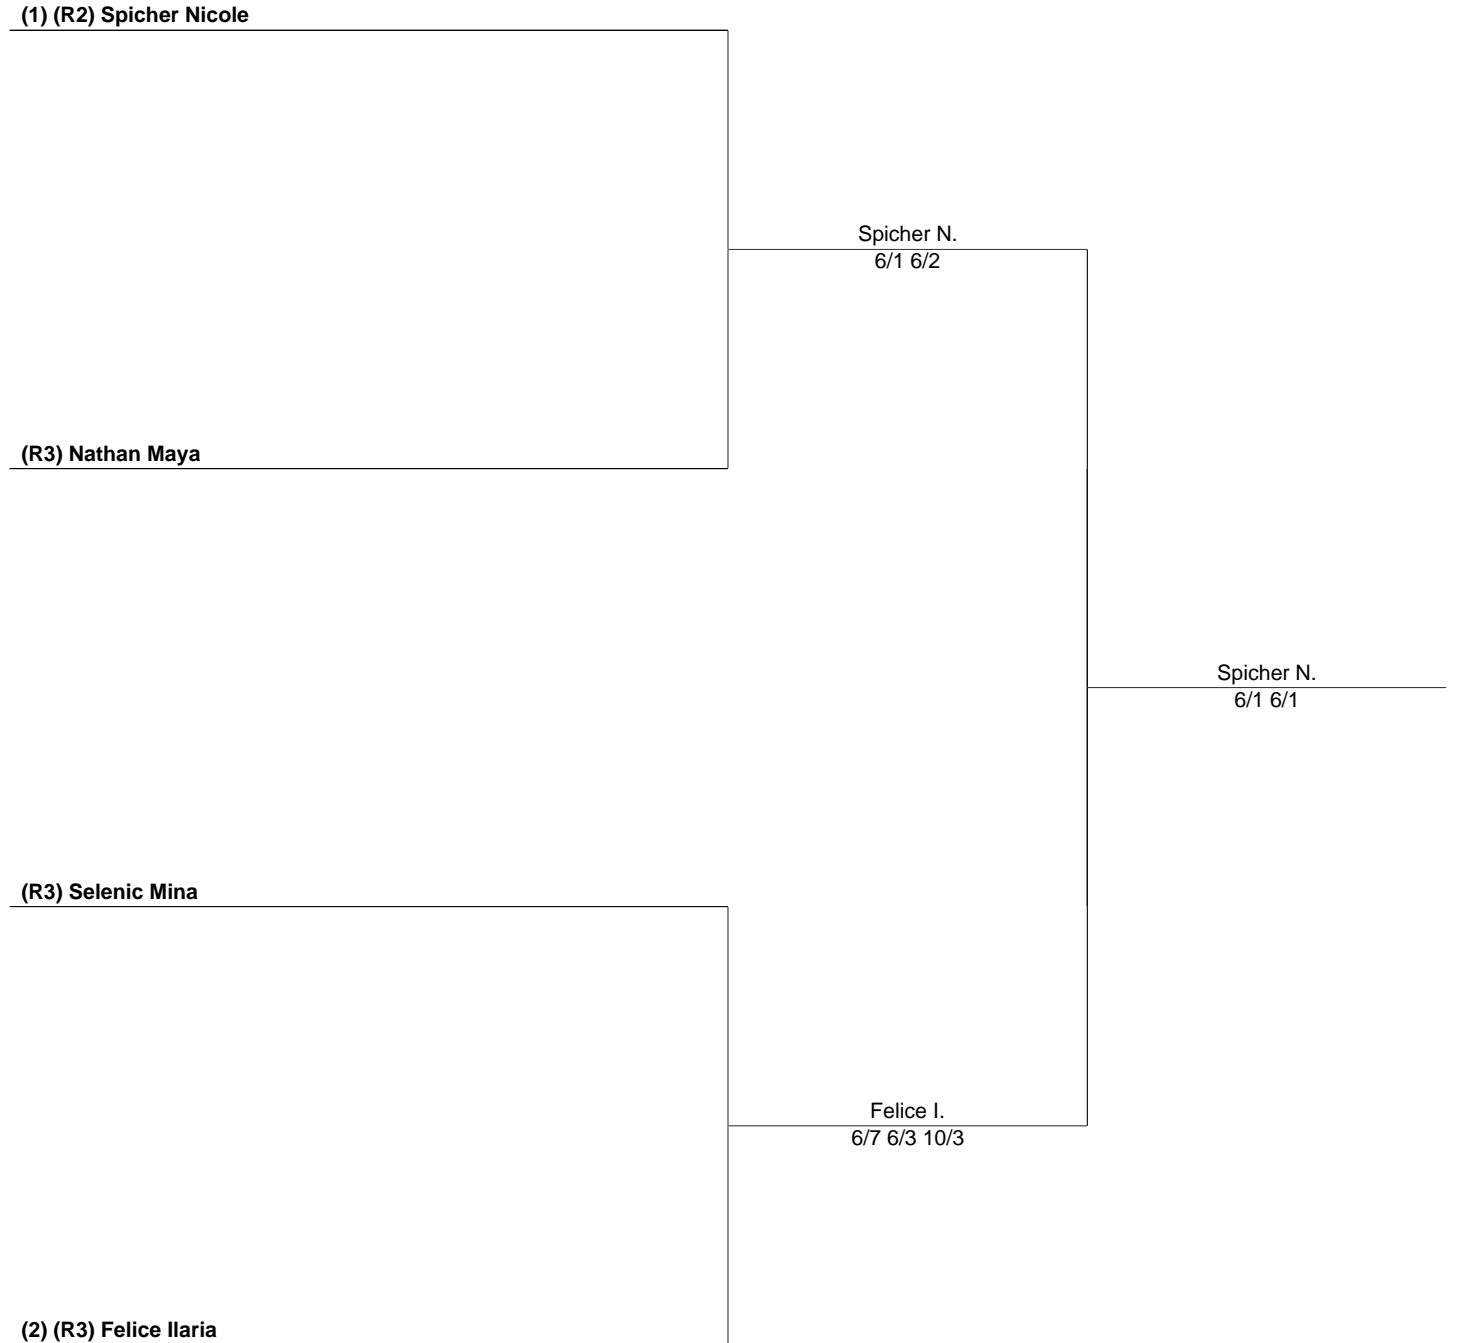 (1) (R2) Spicher Nicole
Spicher N.
6/1 6/2
(R3) Nathan Maya
Spicher N.
6/1 6/1
(R3) Selenic Mina
Felice I.
6/7 6/3 10/3
(2) (R3) Felice Ilaria